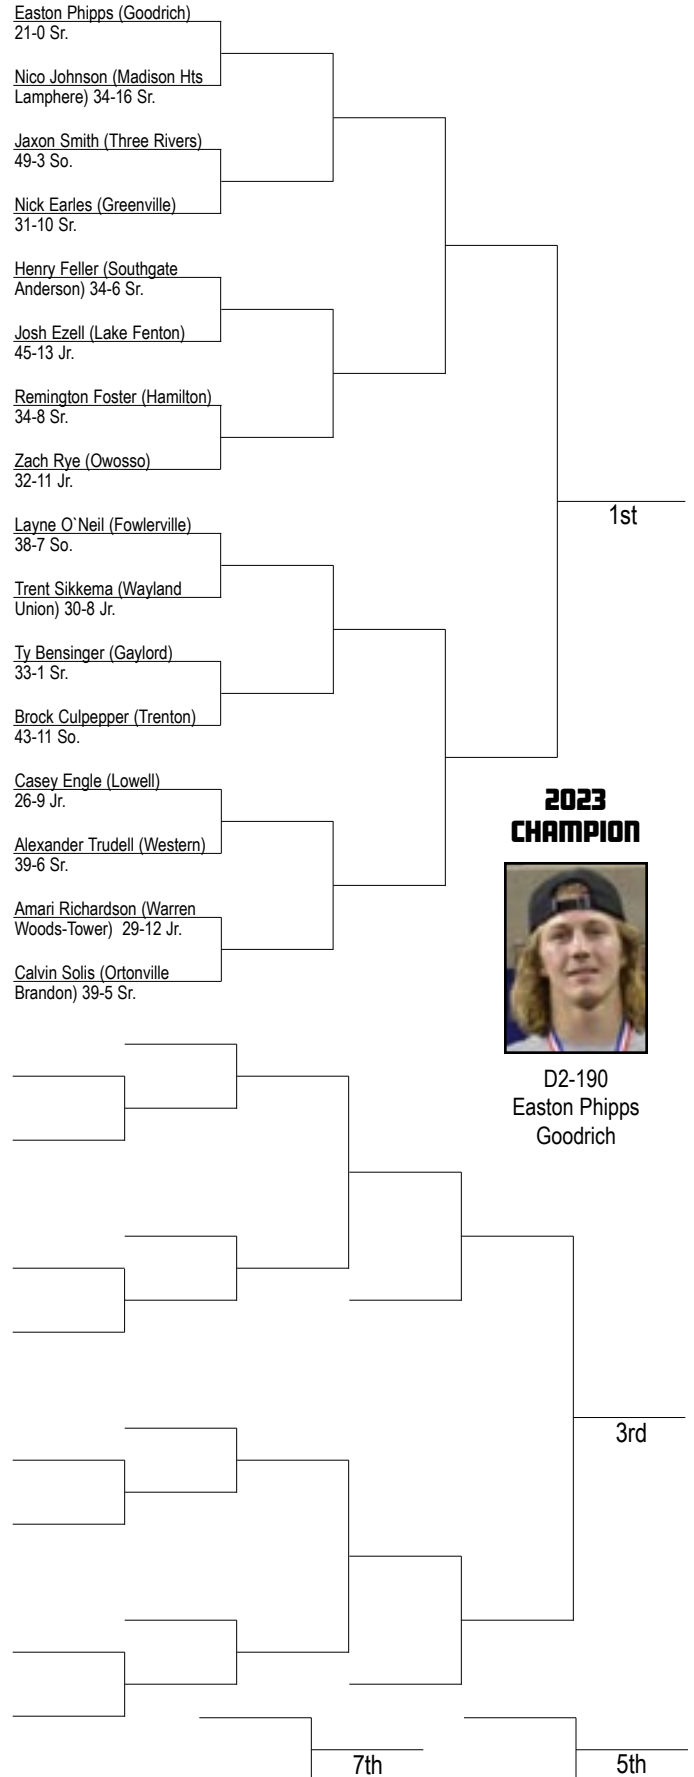 Easton Phipps (Goodrich)
21-0 Sr.
Nico Johnson (Madison Hts
Lamphere) 34-16 Sr.
Jaxon Smith (Three Rivers)
49-3 So.
Nick Earles (Greenville)
31-10 Sr.
Henry Feller (Southgate
Anderson) 34-6 Sr.
Josh Ezell (Lake Fenton)
45-13 Jr.
Remington Foster (Hamilton)
34-8 Sr.
Zach Rye (Owosso)
32-11 Jr.
Layne O`Neil (Fowlerville)
38-7 So.
Trent Sikkema (Wayland
Union) 30-8 Jr.
Ty Bensinger (Gaylord)
33-1 Sr.
Brock Culpepper (Trenton)
43-11 So.
Casey Engle (Lowell)
26-9 Jr.
Alexander Trudell (Western)
39-6 Sr.
Amari Richardson (Warren
Woods-Tower) 29-12 Jr.
Calvin Solis (Ortonville
Brandon) 39-5 Sr.
1st
2023
CHAMPION
D2-190
Easton Phipps
Goodrich
3rd
7th
5th